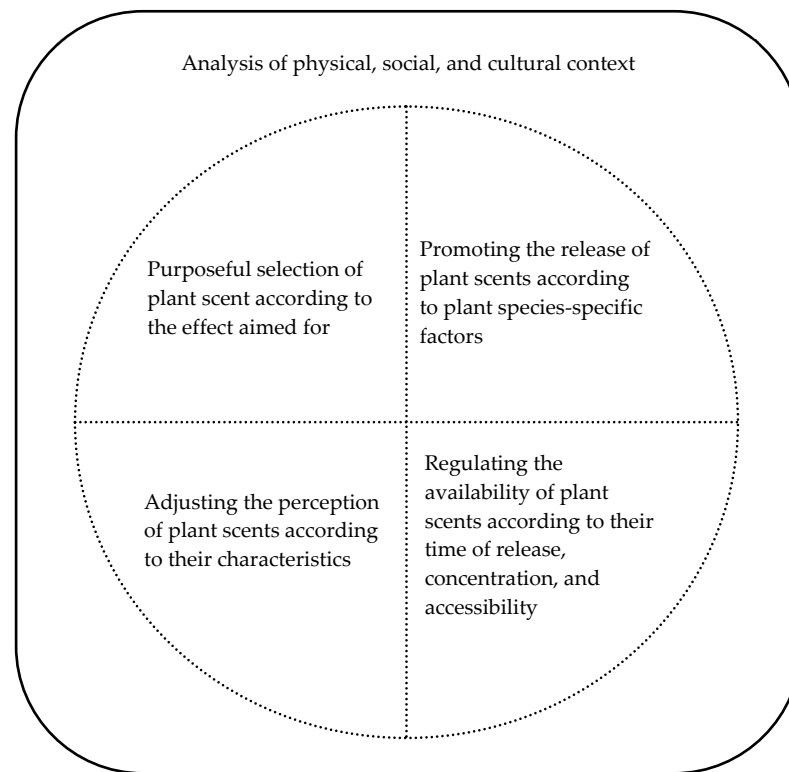 Analysis of physical, social, and cultural context
Purposeful selection of
plant scent according to
the effect aimed for
Promoting the release of
plant scents according
to plant species-specific
factors
Adjusting the perception
of plant scents according
to their characteristics
Regulating the
availability of plant
scents according to their
time of release,
concentration, and
accessibility